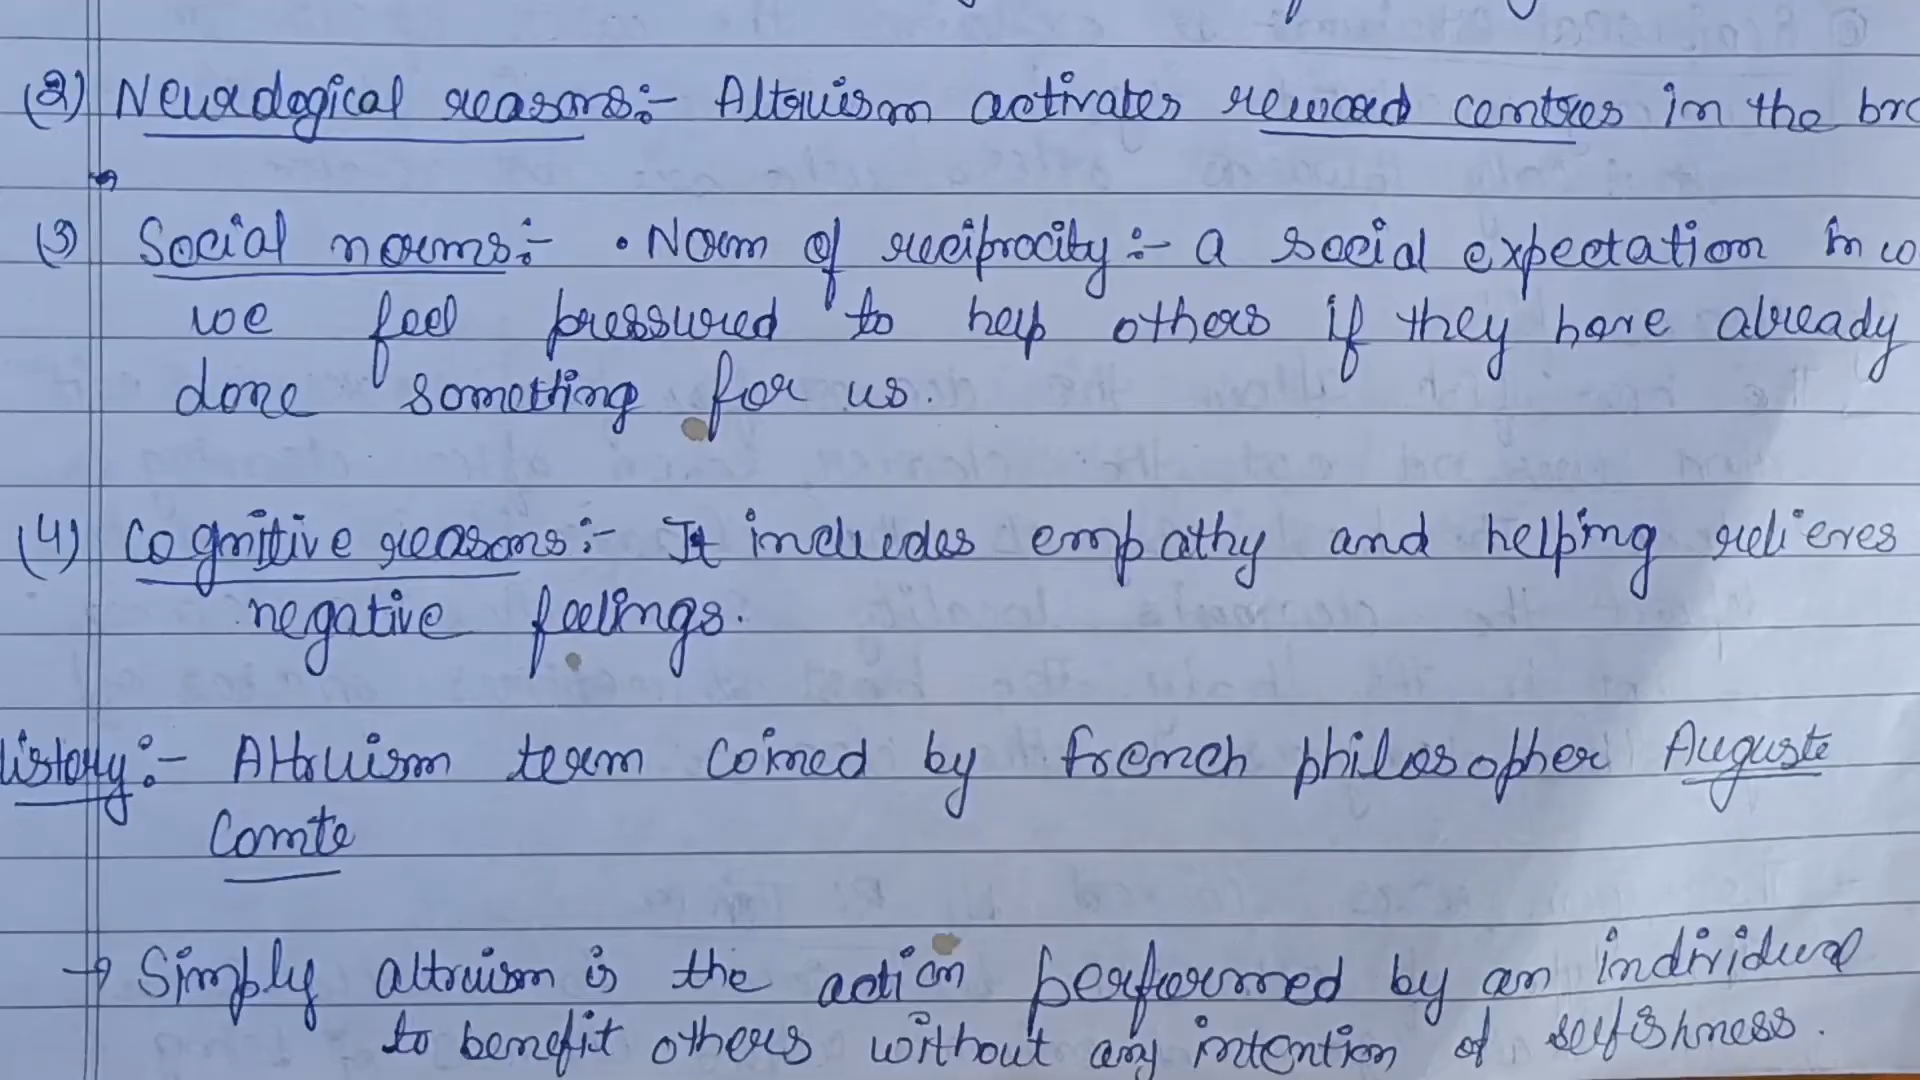 (2) Neurological reasons:- Altruism activates reward centres in the
(3) Social norms:- • Norm of reciprocity:- a social expectation in
we feel pressured to help others if they have already
done something for us.
(4) Cognitive reasons:- It includes empathy and helping relieves
negative feelings.
History:- Altruism term coined by french philosopher Auguste
Comte
→ Simply altruism is the action performed by an individual
to benefit others without any intention of selfishness.